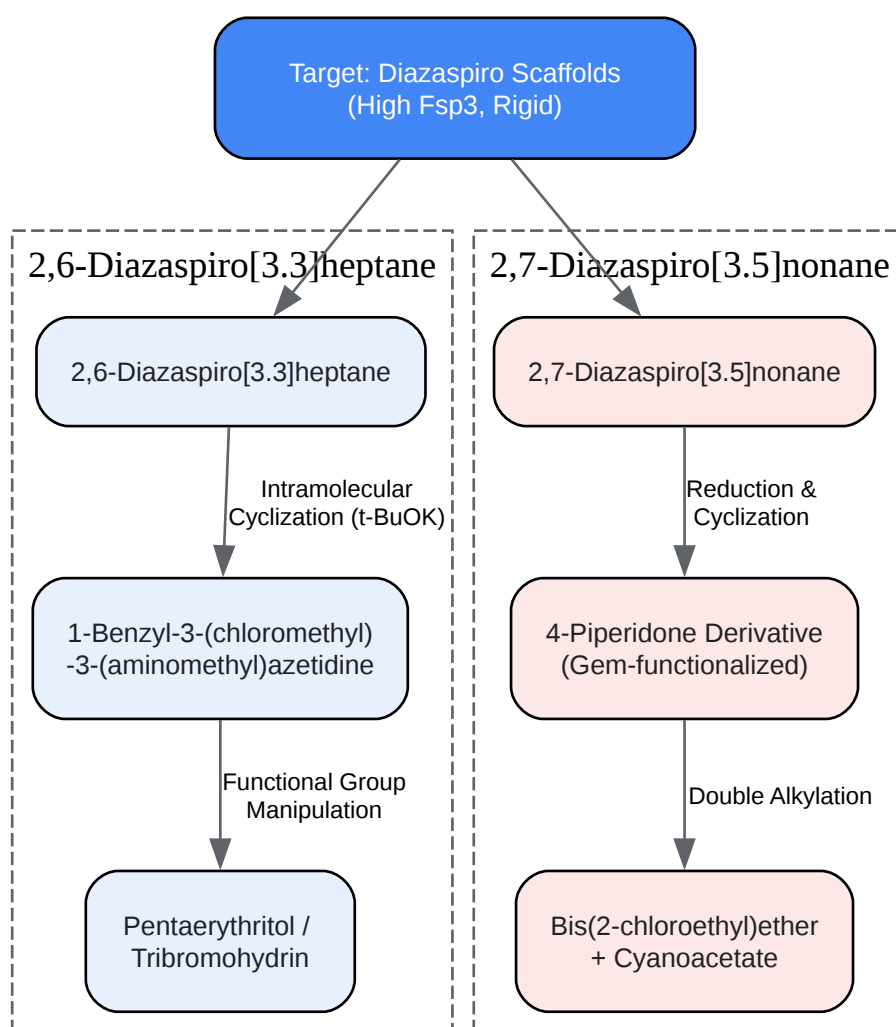 Target: Diazaspiro Scaffolds
(High Fsp3, Rigid)
2,6-Diazaspiro[3.3]heptane
2,6-Diazaspiro[3.3]heptane
Intramolecular
Cyclization (t-BuOK)
1-Benzyl-3-(chloromethyl)
-3-(aminomethyl)azetidine
Functional Group
Manipulation
Pentaerythritol /
Tribromohydrin
2,7-Diazaspiro[3.5]nonane
2,7-Diazaspiro[3.5]nonane
Reduction &
Cyclization
4-Piperidone Derivative
(Gem-functionalized)
Double Alkylation
Bis(2-chloroethyl)ether
+ Cyanoacetate